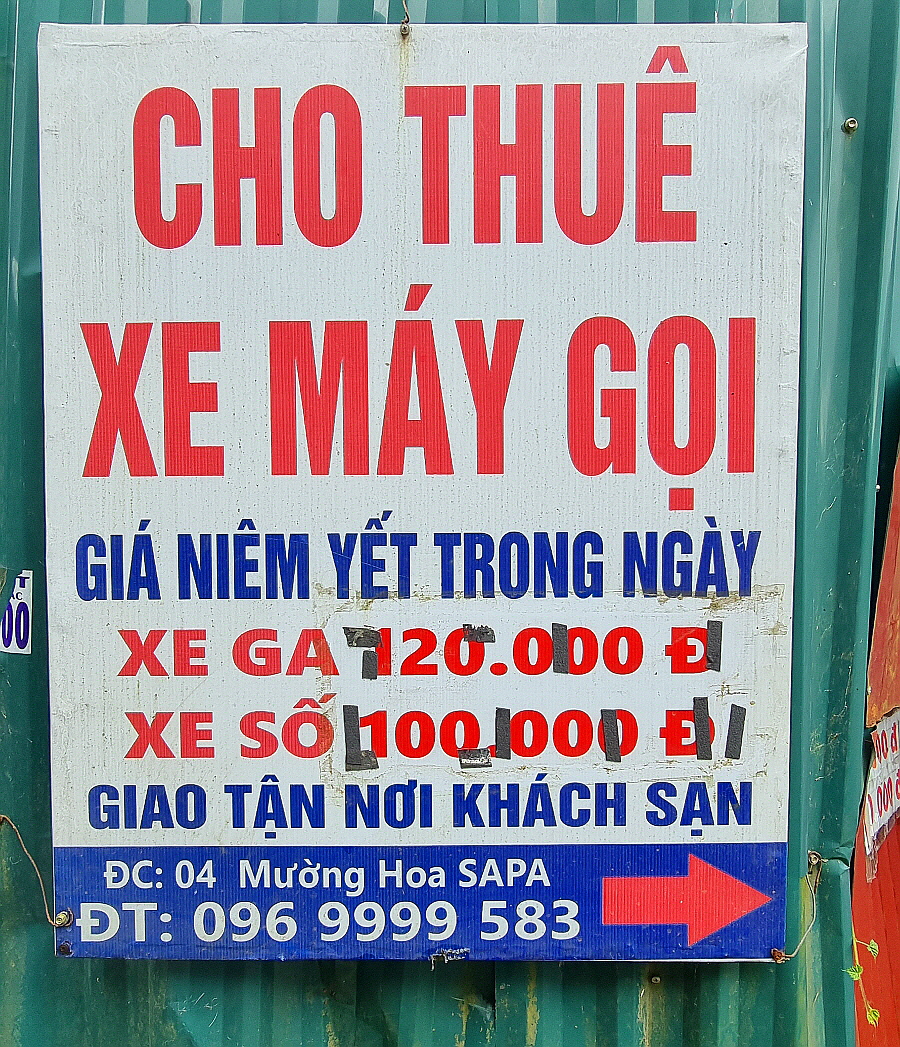 CHO THUÊ
XE MÁY GỌI
GIÁ NIÊM YẾT TRONG NGÀY
XE GA 120.000 Đ
XE SỐ 100.000 Đ
GIAO TẬN NƠI KHÁCH SẠN
ĐC: 04 Mường Hoa SAPA
ĐT: 096 9999 583